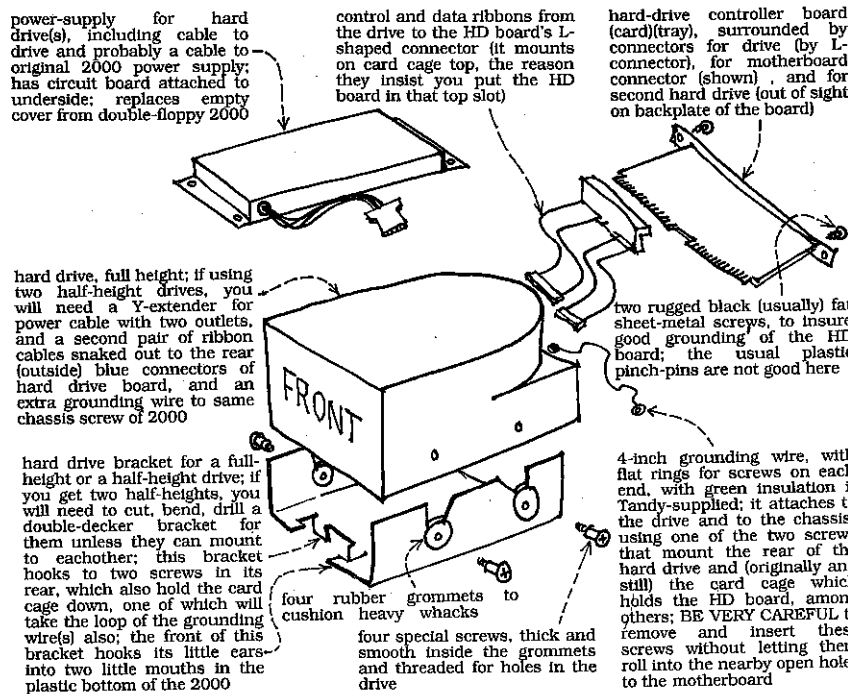 power-supply for hard
drive(s), including cable to
drive and probably a cable to
original 2000 power supply;
has circuit board attached to
underside; replaces empty
cover from double-floppy 2000
control and data ribbons from
the drive to the HD board's L-
shaped connector (it mounts
on card cage top, the reason
they insist you put the HD
board in that top slot)
hard-drive controller board
(card)(tray), surrounded by
connectors for drive (by L-
connector), for motherboard
connector (shown) , and for
second hard drive (out of sight
on backplate of the board)
hard drive, full height; if using
two half-height drives, you
will need a Y-extender for
power cable with two outlets,
and a second pair of ribbon
cables snaked out to the rear
(outside) blue connectors of
hard drive board, and an
extra grounding wire to same
chassis screw of 2000
FRONT
two rugged black (usually) fat
sheet-metal screws, to insure
good grounding of the HD
board; the usual plastic
pinch-pins are not good here
hard drive bracket for a full-
height or a half-height drive; if
you get two half-heights, you
will need to cut, bend, drill a
double-decker bracket for
them unless they can mount
to eachother; this bracket
hooks to two screws in its
rear, which also hold the card
cage down, one of which will
take the loop of the grounding
wire(s) also; the front of this
bracket hooks its little ears
into two little mouths in the
plastic bottom of the 2000
four rubber grommets to
cushion heavy whacks
four special screws, thick and
smooth inside the grommets
and threaded for holes in the
drive
4-inch grounding wire, with
flat rings for screws on each
end, with green insulation i
Tandy-supplied; it attaches t
the drive and to the chassis
using one of the two screw
that mount the rear of th
hard drive and (originally an
still) the card cage which
holds the HD board, amon
others; BE VERY CAREFUL t
remove and insert thes
screws without letting them
roll into the nearby open hole
to the motherboard